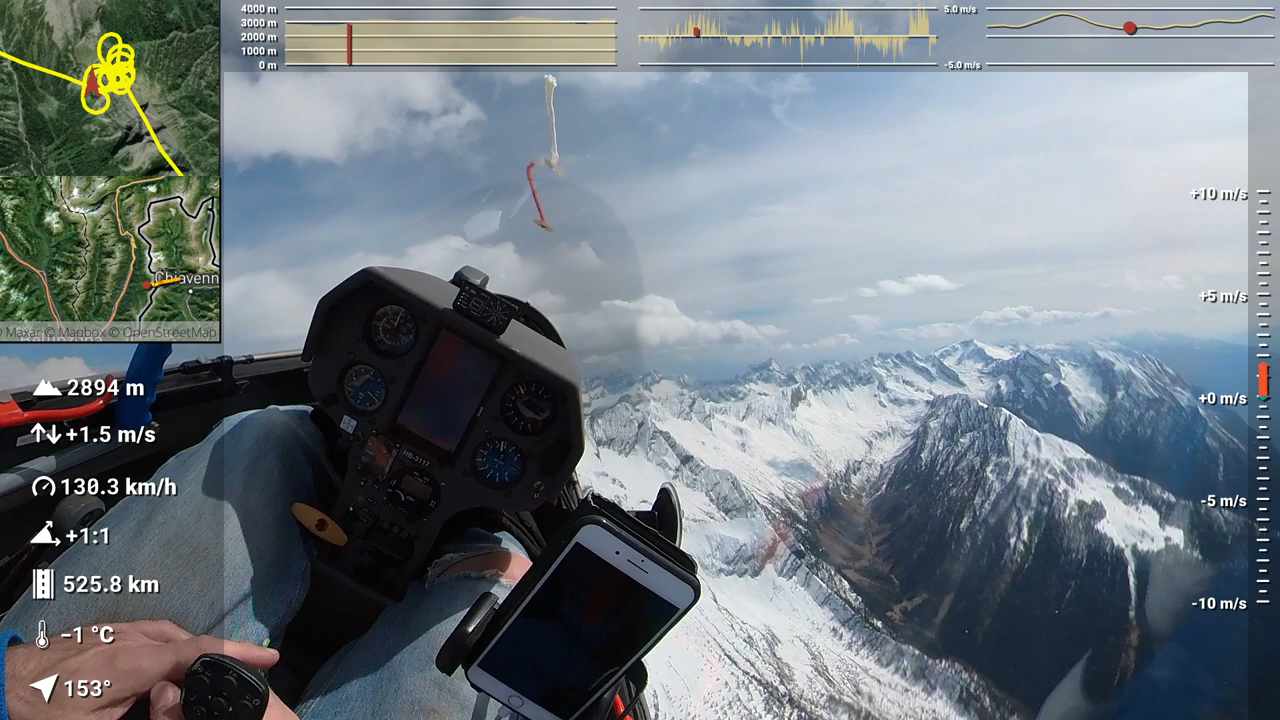 4000 m
3000 m
2000 m
1000 m
0 m
5.0 m/s
-5.0 m/s
Chiavenn
© Maxar, © Mapbox © OpenStreetMap
2894 m
+1.5 m/s
130.3 km/h
+1:1
525.8 km
−1 °C
153°
+10 m/s
+5 m/s
+0 m/s
-5 m/s
-10 m/s
HB-3117